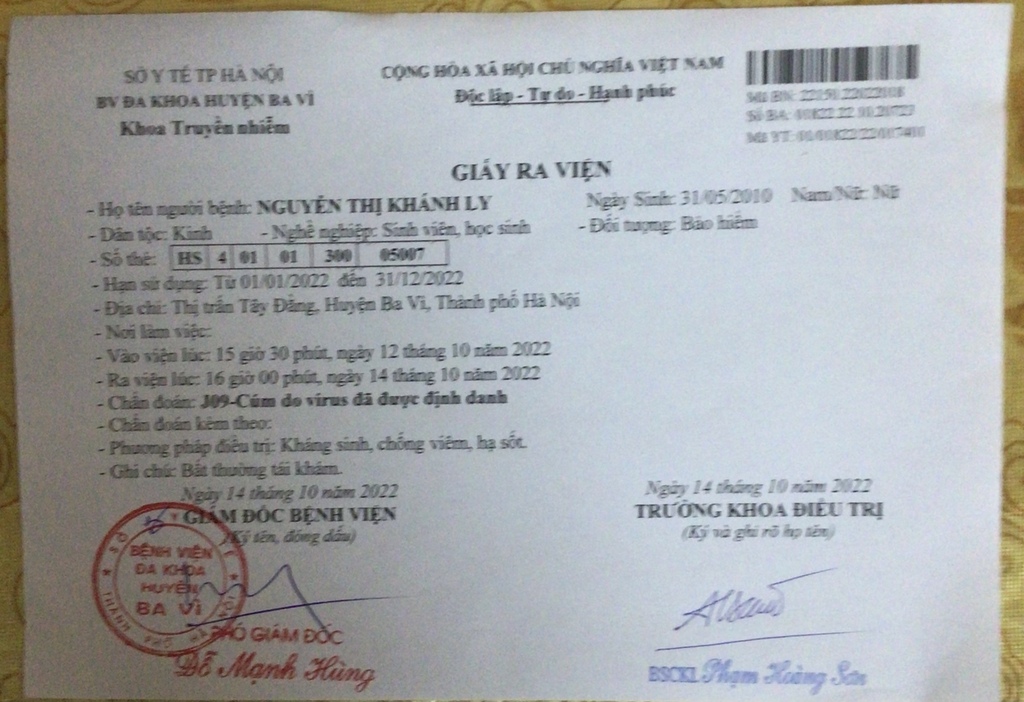 SỞ Y TẾ TP HÀ NỘI
BV ĐA KHOA HUYỆN BA VÌ
Khoa Truyền nhiễm
CỘNG HÒA XÃ HỘI CHỦ NGHĨA VIỆT NAM
Độc lập - Tự do - Hạnh phúc
Mã BN:
Số BA:
Mã YT:
GIẤY RA VIỆN
- Họ tên người bệnh: NGUYỄN THỊ KHÁNH LY Ngày Sinh: 31/05/2010 Nam/Nữ: Nữ
- Dân tộc: Kinh - Nghề nghiệp: Sinh viên, học sinh - Đối tượng: Bảo hiểm
- Số thẻ: HS 4 01 01 300 05007
- Hạn sử dụng: Từ 01/01/2022 đến 31/12/2022
- Địa chỉ: Thị trấn Tây Đằng, Huyện Ba Vì, Thành phố Hà Nội
- Nơi làm việc:
- Vào viện lúc: 15 giờ 30 phút, ngày 12 tháng 10 năm 2022
- Ra viện lúc: 16 giờ 00 phút, ngày 14 tháng 10 năm 2022
- Chẩn đoán: J09-Cúm do virus đã được định danh
- Chẩn đoán kèm theo:
- Phương pháp điều trị: Kháng sinh, chống viêm, hạ sốt.
- Ghi chú: Bất thường tái khám.
Ngày 14 tháng 10 năm 2022
GIÁM ĐỐC BỆNH VIỆN
(Ký tên, đóng dấu)
BỆNH VIỆN
ĐA KHOA
HUYỆN
BA VÌ
PHÓ GIÁM ĐỐC
Đỗ Mạnh Hùng
Ngày 14 tháng 10 năm 2022
TRƯỞNG KHOA ĐIỀU TRỊ
(Ký và ghi rõ họ tên)
BSCKI. Phạm Hoàng Sơn